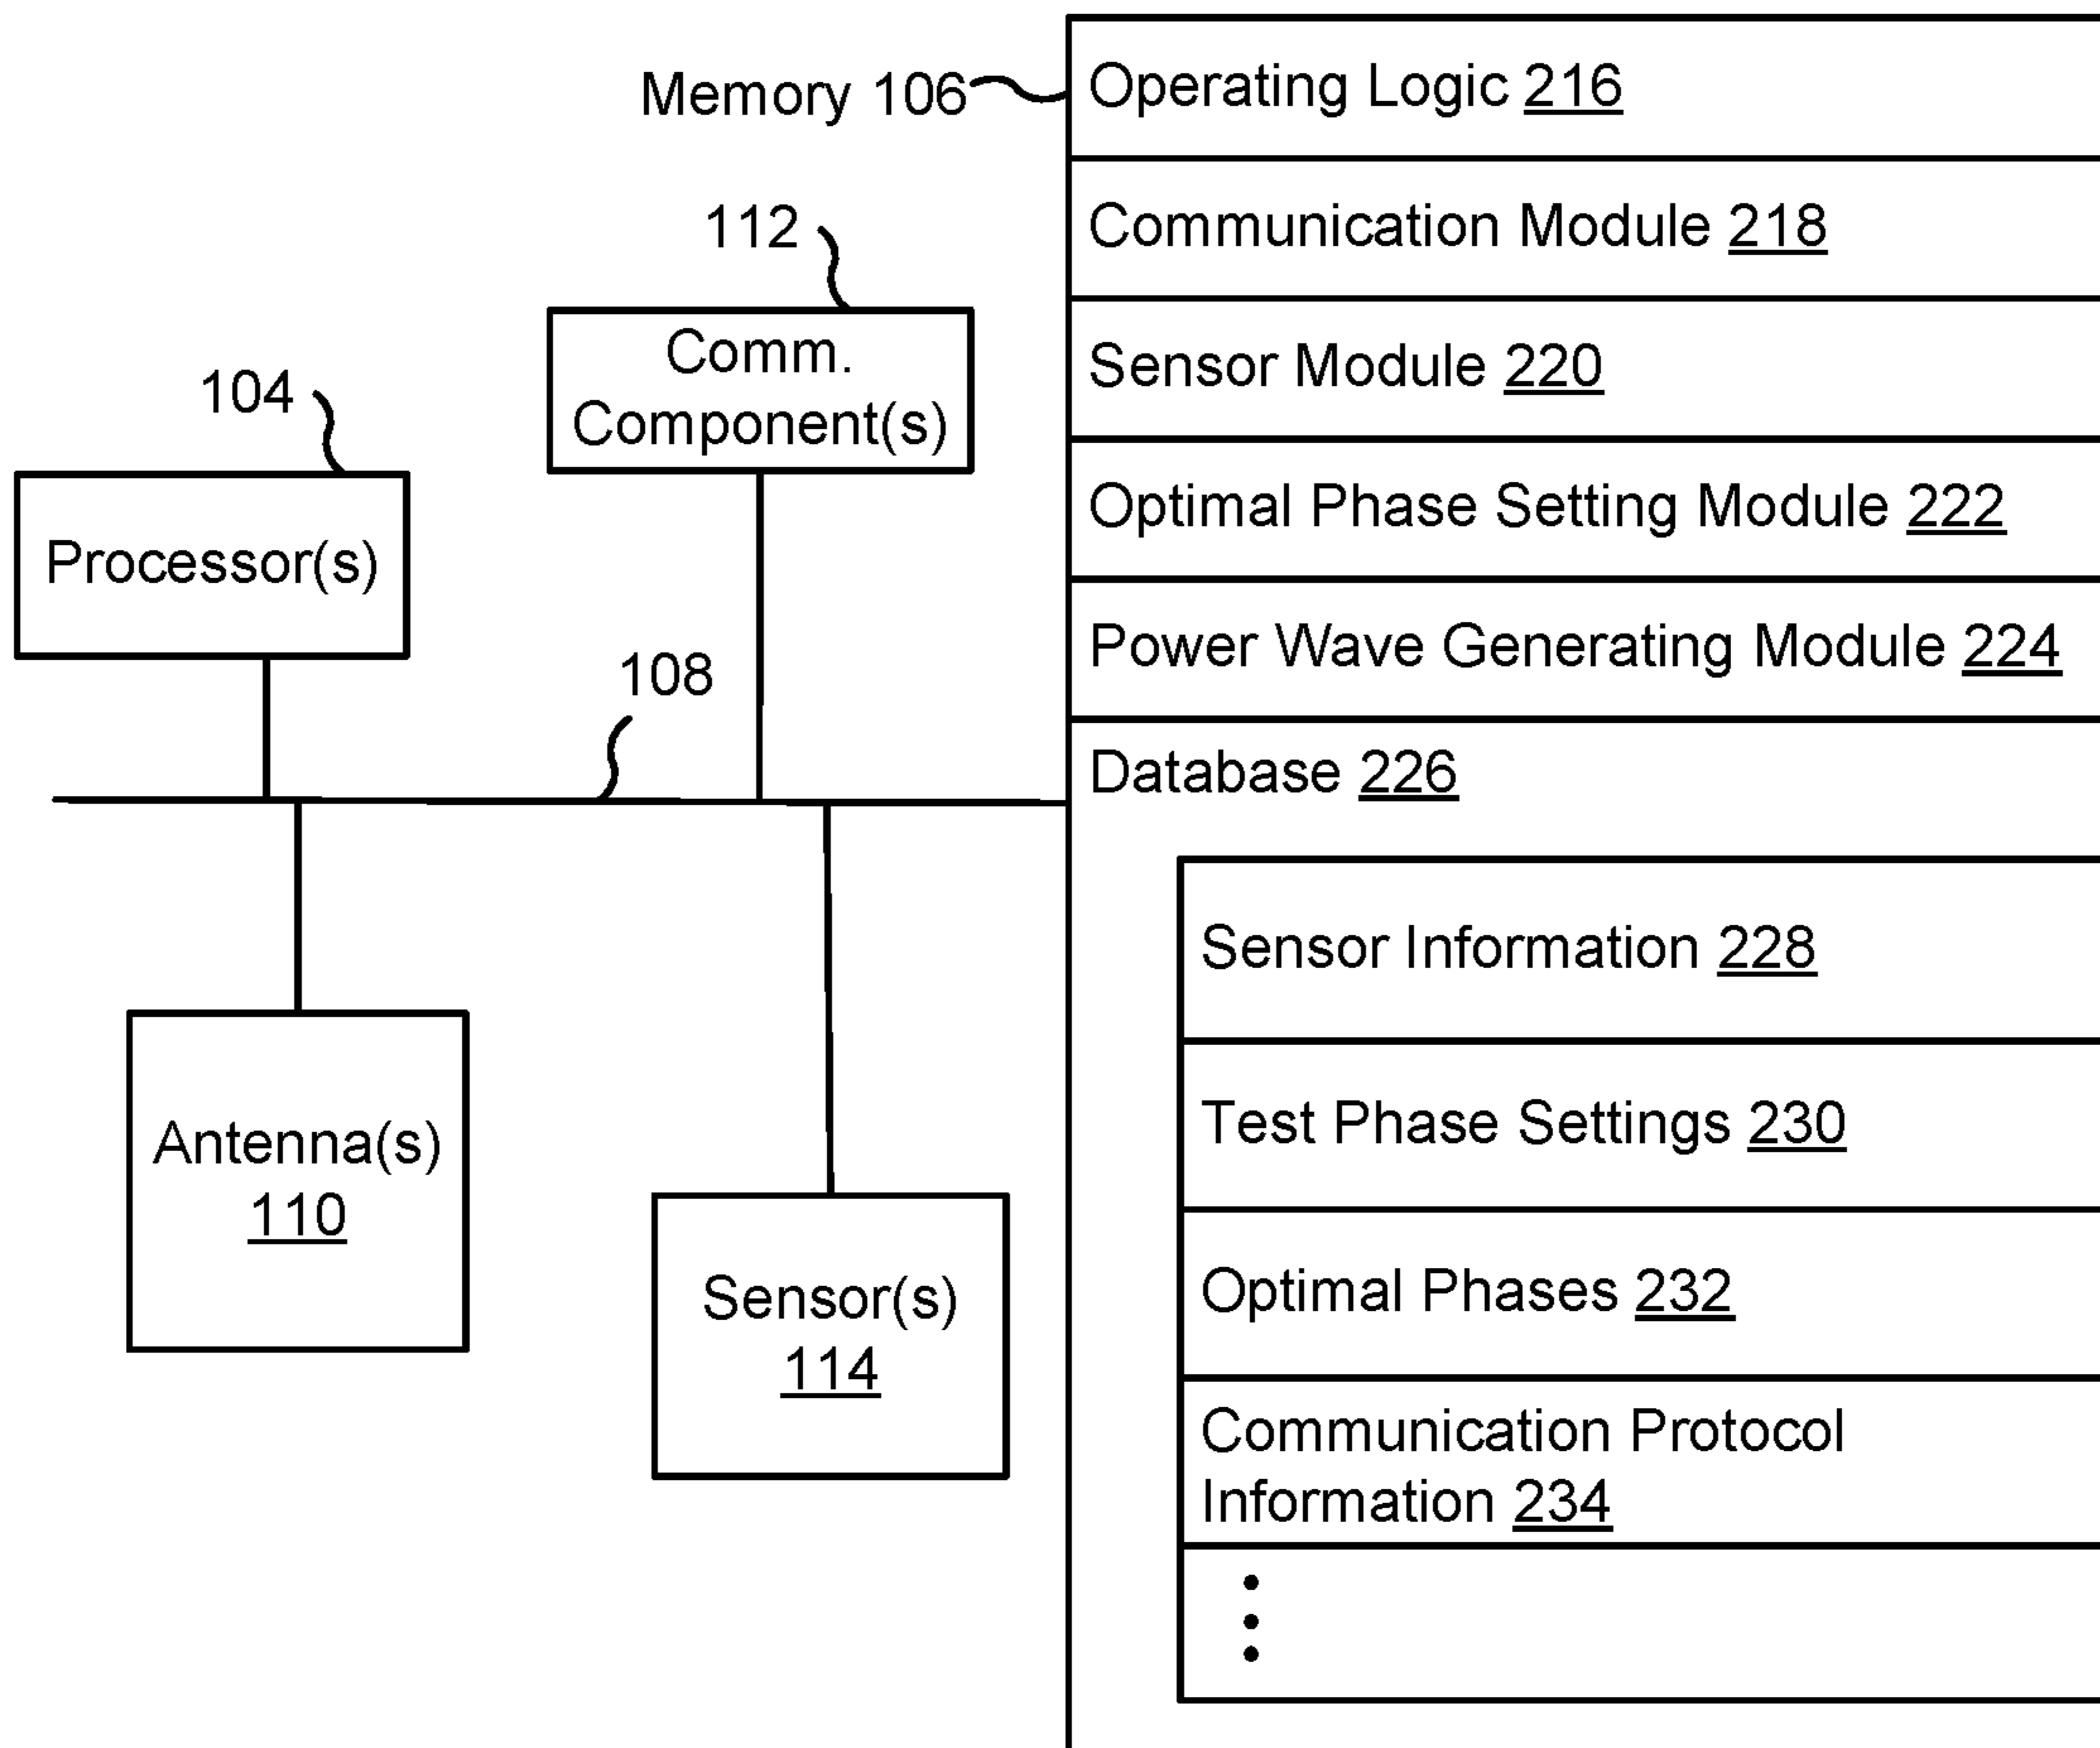 Memory 106
112
Comm.
Component(s)
104
Processor(s)
108
Antenna(s)
110
Sensor(s)
114
Operating Logic 216
Communication Module 218
Sensor Module 220
Optimal Phase Setting Module 222
Power Wave Generating Module 224
Database 226
Sensor Information 228
Test Phase Settings 230
Optimal Phases 232
Communication Protocol
Information 234